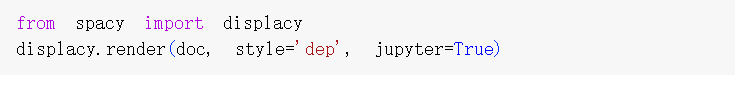 from spacy import displacy
displacy.render(doc, style='dep', jupyter=True)